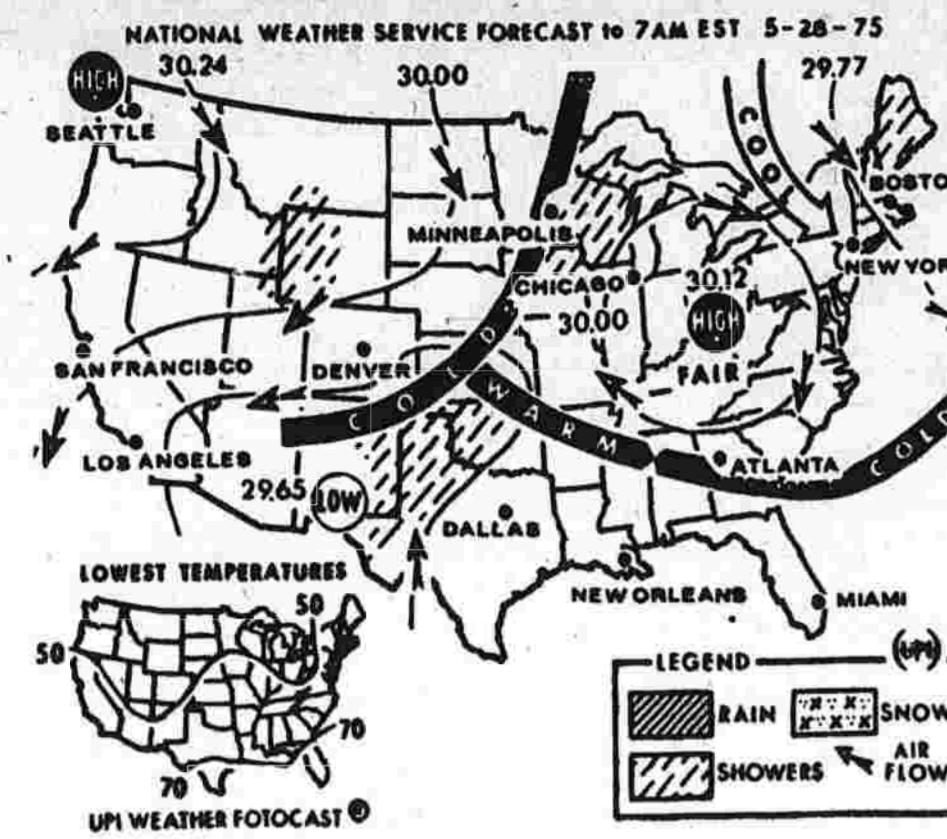 NATIONAL WEATHER SERVICE FORECAST to 7AM EST 5-28-75
HIGH
30.24
30.00
29.77
SEATTLE
COOL
BOSTO
MINNEAPOLIS
NEW YOR
CHICAGO
30.12
30.00
HIGH
SAN FRANCISCO
DENVER
FAIR
COLD
WARM
LOS ANGELES
ATLANTA
COL
29.65
LOW
DALLAS
NEW ORLEANS
MIAMI
LOWEST TEMPERATURES
50
50
70
70
UPI WEATHER FOTOCAST ®
(UPI)
LEGEND
RAIN
SNOW
SHOWERS
AIR
FLOW